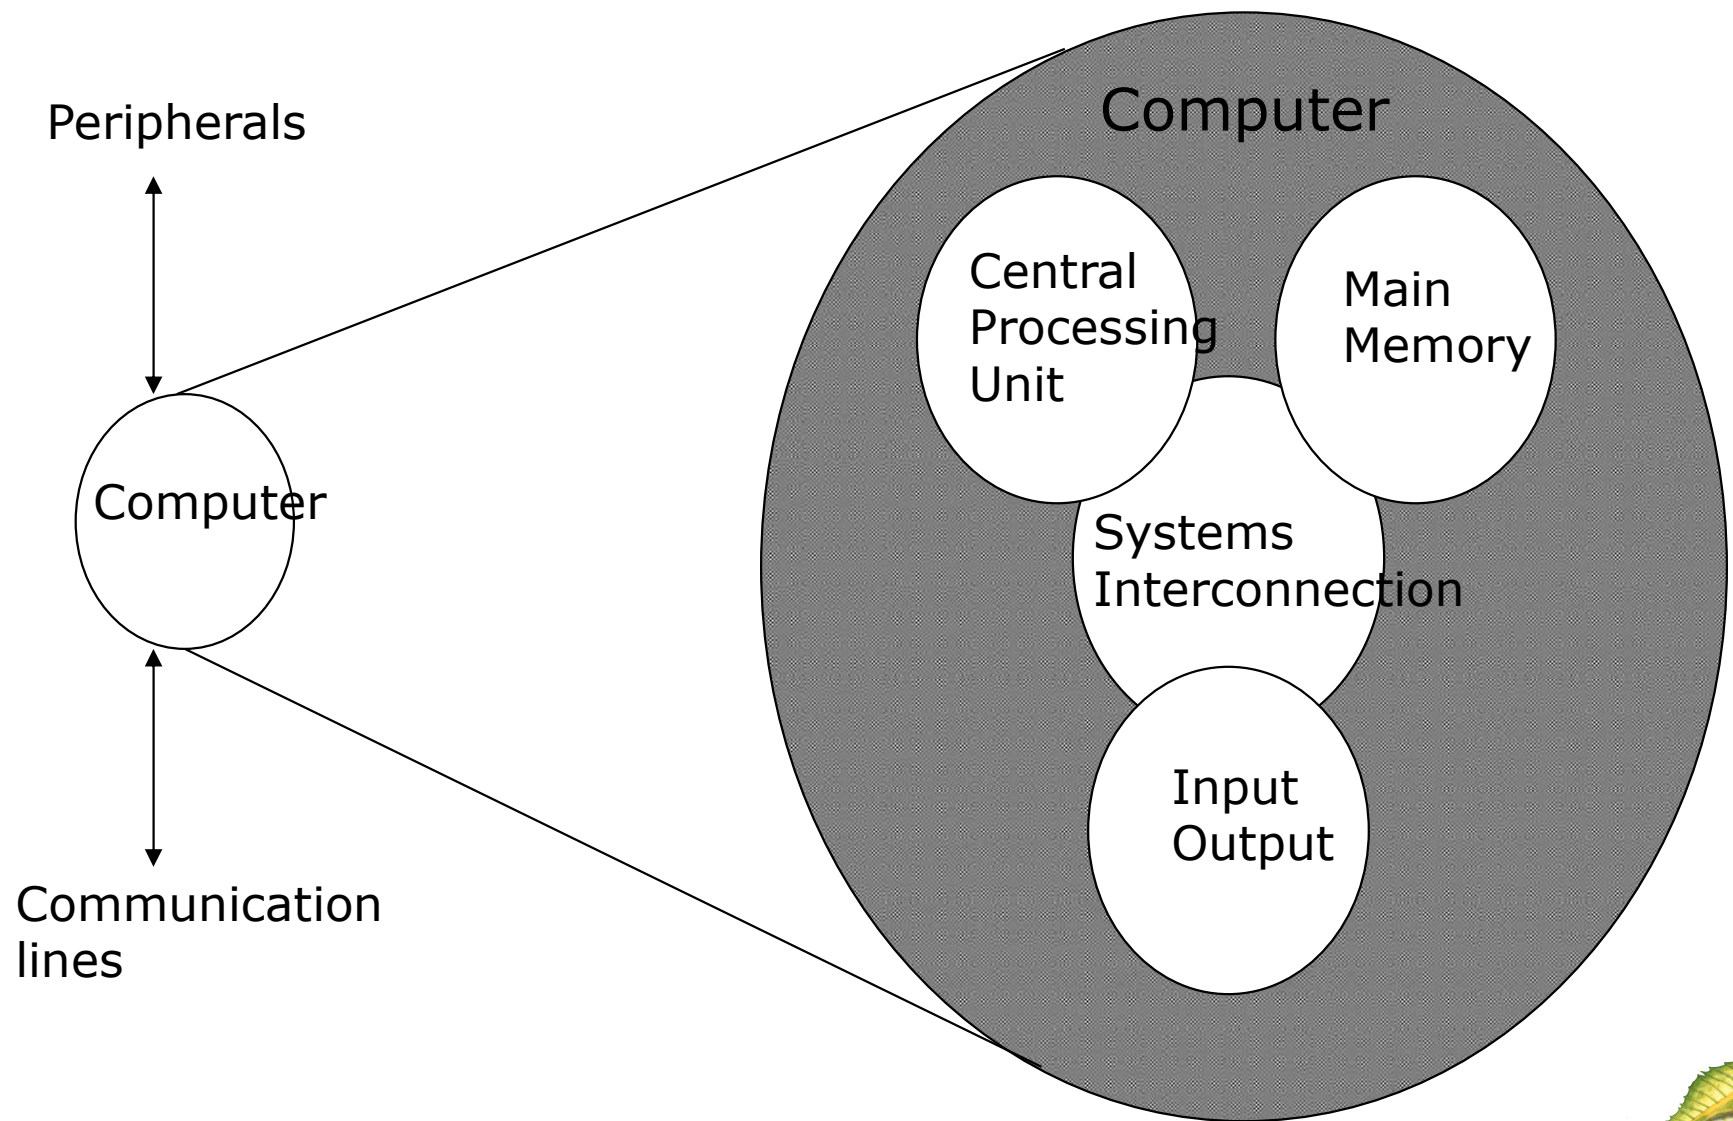 Peripherals
Computer
Communication
lines
Computer
Central
Processing
Unit
Main
Memory
Systems
Interconnection
Input
Output